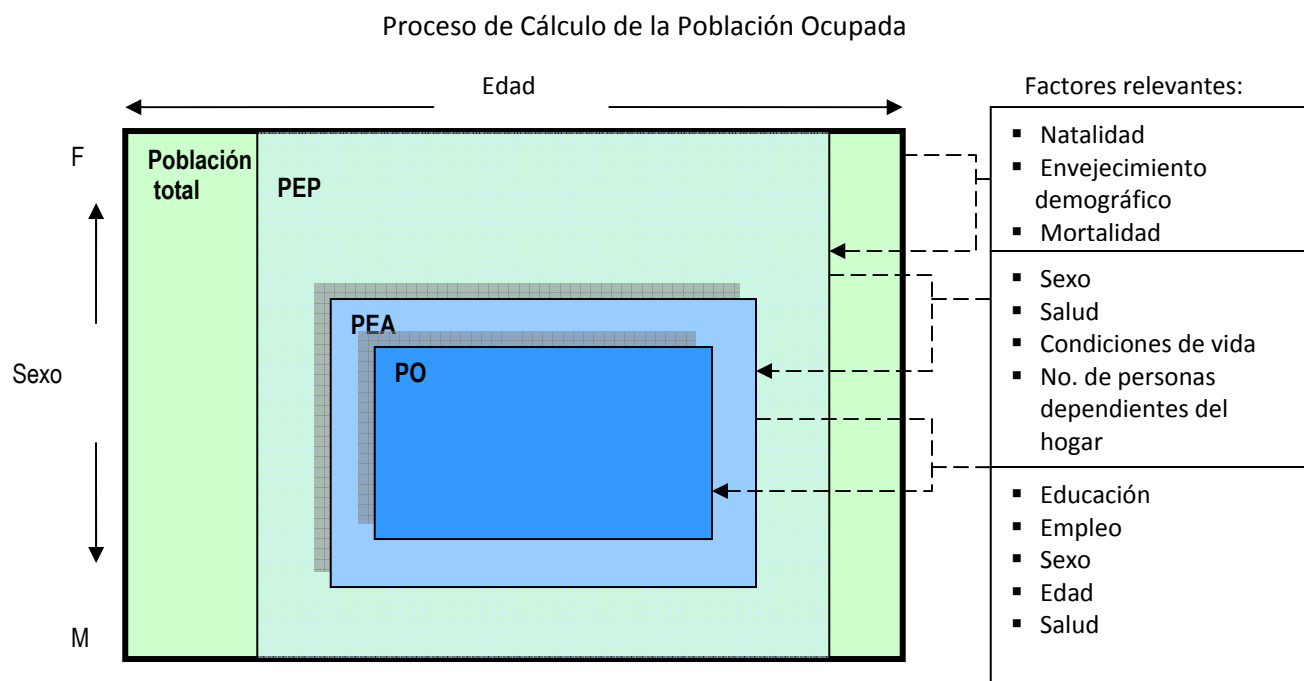 Proceso de Cálculo de la Población Ocupada
Edad
Factores relevantes:
F
Población
total
PEP
PEA
PO
Sexo
M
▪ Natalidad
▪ Envejecimiento
demográfico
▪ Mortalidad
▪ Sexo
▪ Salud
▪ Condiciones de vida
▪ No. de personas
dependientes del
hogar
▪ Educación
▪ Empleo
▪ Sexo
▪ Edad
▪ Salud